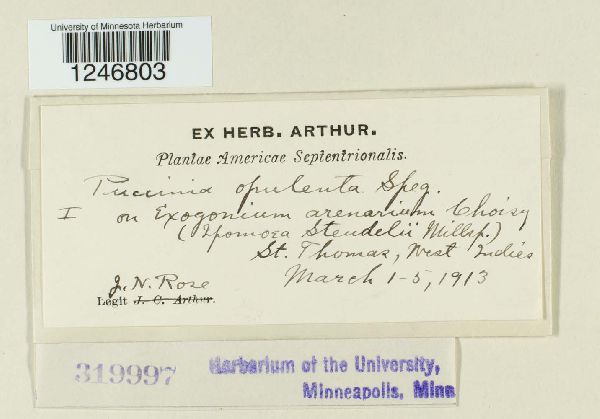 University of Minnesota Herbarium
1246803
EX HERB. ARTHUR.
Plantae Americae Septentrionalis.
Puccinia opulenta Speg.
I on Exogonium arenarium Choisy
(Ipomoea Steudelii Millsp.)
St. Thomas, West Indies
March 1-5, 1913
J. N. Rose
Legit J. C. Arthur.
319997
Herbarium of the University,
Minneapolis, Minn